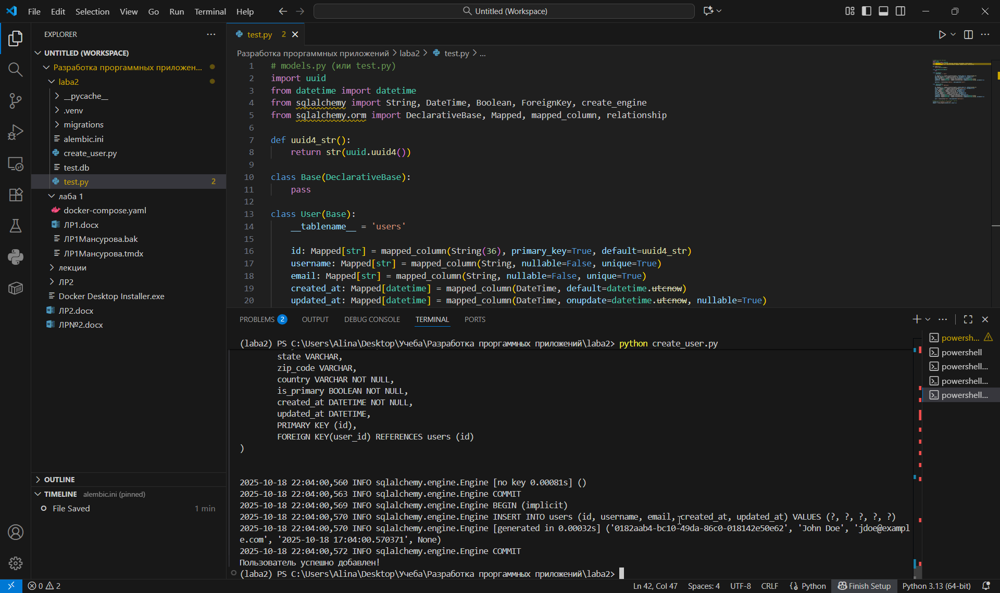 File Edit Selection View Go Run Terminal Help
Untitled (Workspace)
EXPLORER
UNTITLED (WORKSPACE)
Разработка проргаммных приложен...
laba2
__pycache__
.venv
migrations
alembic.ini
create_user.py
test.db
test.py 2
лаба 1
docker-compose.yaml
ЛР1.docx
ЛР1Мансурова.bak
ЛР1Мансурова.tmdx
лекции
ЛР2
Docker Desktop Installer.exe
ЛР2.docx
ЛР№2.docx
OUTLINE
TIMELINE alembic.ini (pinned)
File Saved 1 min
test.py 2
Разработка проргаммных приложений > laba2 > test.py > ...
1 # models.py (или test.py)
2 import uuid
3 from datetime import datetime
4 from sqlalchemy import String, DateTime, Boolean, ForeignKey, create_engine
5 from sqlalchemy.orm import DeclarativeBase, Mapped, mapped_column, relationship
6
7 def uuid4_str():
8 return str(uuid.uuid4())
9
10 class Base(DeclarativeBase):
11 pass
12
13 class User(Base):
14 __tablename__ = 'users'
15
16 id: Mapped[str] = mapped_column(String(36), primary_key=True, default=uuid4_str)
17 username: Mapped[str] = mapped_column(String, nullable=False, unique=True)
18 email: Mapped[str] = mapped_column(String, nullable=False, unique=True)
19 created_at: Mapped[datetime] = mapped_column(DateTime, default=datetime.utcnow)
20 updated_at: Mapped[datetime] = mapped_column(DateTime, onupdate=datetime.utcnow, nullable=True)
PROBLEMS 2 OUTPUT DEBUG CONSOLE TERMINAL PORTS
(laba2) PS C:\Users\Alina\Desktop\Учеба\Разработка проргаммных приложений\laba2> python create_user.py
state VARCHAR,
zip_code VARCHAR,
country VARCHAR NOT NULL,
is_primary BOOLEAN NOT NULL,
created_at DATETIME NOT NULL,
updated_at DATETIME,
PRIMARY KEY (id),
FOREIGN KEY(user_id) REFERENCES users (id)
)
2025-10-18 22:04:00,560 INFO sqlalchemy.engine.Engine [no key 0.00081s] ()
2025-10-18 22:04:00,563 INFO sqlalchemy.engine.Engine COMMIT
2025-10-18 22:04:00,569 INFO sqlalchemy.engine.Engine BEGIN (implicit)
2025-10-18 22:04:00,570 INFO sqlalchemy.engine.Engine INSERT INTO users (id, username, email, created_at, updated_at) VALUES (?, ?, ?, ?, ?)
2025-10-18 22:04:00,570 INFO sqlalchemy.engine.Engine [generated in 0.00032s] ('0182aab4-bc10-49da-86c0-018142e50e62', 'John Doe', 'jdoe@exampl
e.com', '2025-10-18 17:04:00.570371', None)
2025-10-18 22:04:00,572 INFO sqlalchemy.engine.Engine COMMIT
Пользователь успешно добавлен!
(laba2) PS C:\Users\Alina\Desktop\Учеба\Разработка проргаммных приложений\laba2>
powersh...
powershell
powershell...
powershell...
powershell...
0 2
Ln 42, Col 47 Spaces: 4 UTF-8 CRLF Python Finish Setup Python 3.13 (64-bit)